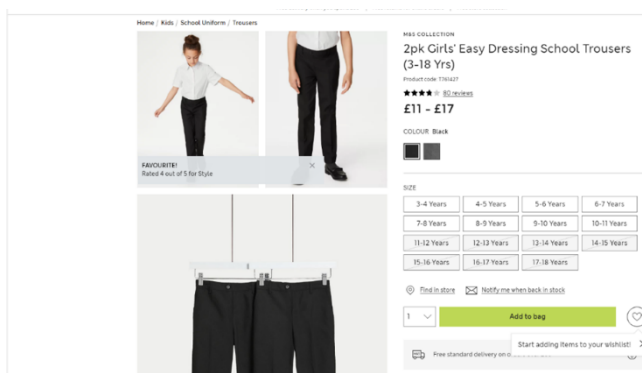 Home / Kids / School Uniform / Trousers
M&S COLLECTION
2pk Girls' Easy Dressing School Trousers
(3-18 Yrs)
Product code:
80 reviews
£11 - £17
COLOUR: Black
FAVOURITE!
Rated 4 out of 5 for Style
SIZE
3-4 Years 4-5 Years 5-6 Years 6-7 Years
7-8 Years 8-9 Years 9-10 Years 10-11 Years
11-12 Years 12-13 Years 13-14 Years 14-15 Years
15-16 Years 16-17 Years 17-18 Years
Find in store Notify me when back in stock
1 Add to bag
Start adding items to your wishlist!
Free standard delivery on